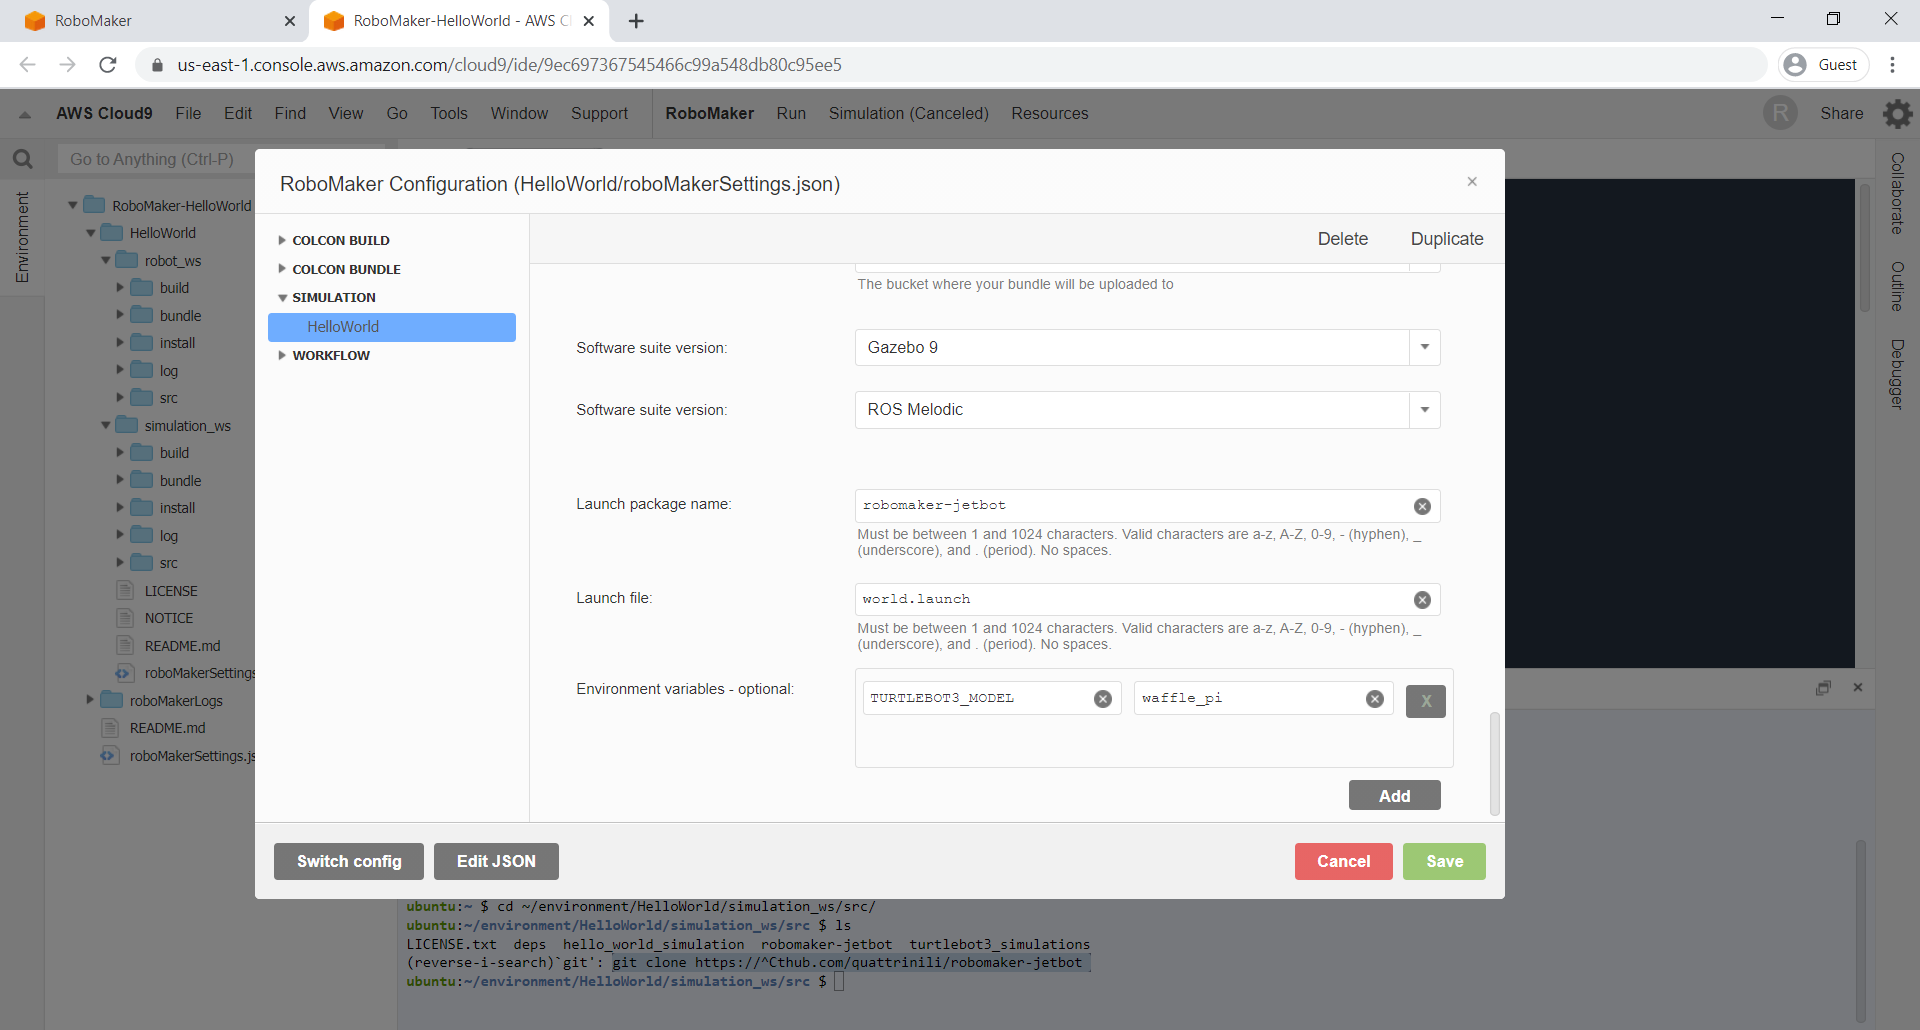 RoboMaker
RoboMaker-HelloWorld - AWS Cl
us-east-1.console.aws.amazon.com/cloud9/ide/9ec697367545466c99a548db80c95ee5
Guest
AWS Cloud9 File Edit Find View Go Tools Window Support RoboMaker Run Simulation (Canceled) Resources R Share
Go to Anything (Ctrl-P)
Environment
Collaborate
Outline
Debugger
RoboMaker-HelloWorld
HelloWorld
robot_ws
build
bundle
install
log
src
simulation_ws
build
bundle
install
log
src
LICENSE
NOTICE
README.md
roboMakerSettings
roboMakerLogs
README.md
roboMakerSettings.js
RoboMaker Configuration (HelloWorld/roboMakerSettings.json)
COLCON BUILD
COLCON BUNDLE
SIMULATION
HelloWorld
WORKFLOW
Delete Duplicate
The bucket where your bundle will be uploaded to
Software suite version: Gazebo 9
Software suite version: ROS Melodic
Launch package name: robomaker-jetbot
Must be between 1 and 1024 characters. Valid characters are a-z, A-Z, 0-9, - (hyphen), _
(underscore), and . (period). No spaces.
Launch file: world.launch
Must be between 1 and 1024 characters. Valid characters are a-z, A-Z, 0-9, - (hyphen), _
(underscore), and . (period). No spaces.
Environment variables - optional: TURTLEBOT3_MODEL waffle_pi X
Add
Switch config Edit JSON Cancel Save
ubuntu:~ $ cd ~/environment/HelloWorld/simulation_ws/src/
ubuntu:~/environment/HelloWorld/simulation_ws/src $ ls
LICENSE.txt deps hello_world_simulation robomaker-jetbot turtlebot3_simulations
(reverse-i-search)`git': git clone https://^Cthub.com/quattrinili/robomaker-jetbot
ubuntu:~/environment/HelloWorld/simulation_ws/src $